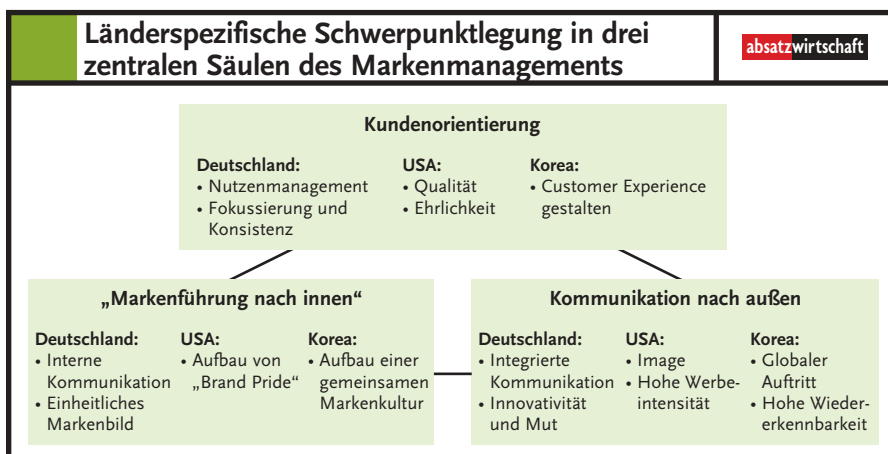 Länderspezifische Schwerpunktlegung in drei
zentralen Säulen des Markenmanagements
absatzwirtschaft
Kundenorientierung
Deutschland:
• Nutzenmanagement
• Fokussierung und
Konsistenz
USA:
• Qualität
• Ehrlichkeit
Korea:
• Customer Experience
gestalten
„Markenführung nach innen“
Deutschland:
• Interne
Kommunikation
• Einheitliches
Markenbild
USA:
• Aufbau von
„Brand Pride“
Korea:
• Aufbau einer
gemeinsamen
Markenkultur
Kommunikation nach außen
Deutschland:
• Integrierte
Kommunikation
• Innovativität
und Mut
USA:
• Image
• Hohe Werbe-
intensität
Korea:
• Globaler
Auftritt
• Hohe Wieder-
erkennbarkeit